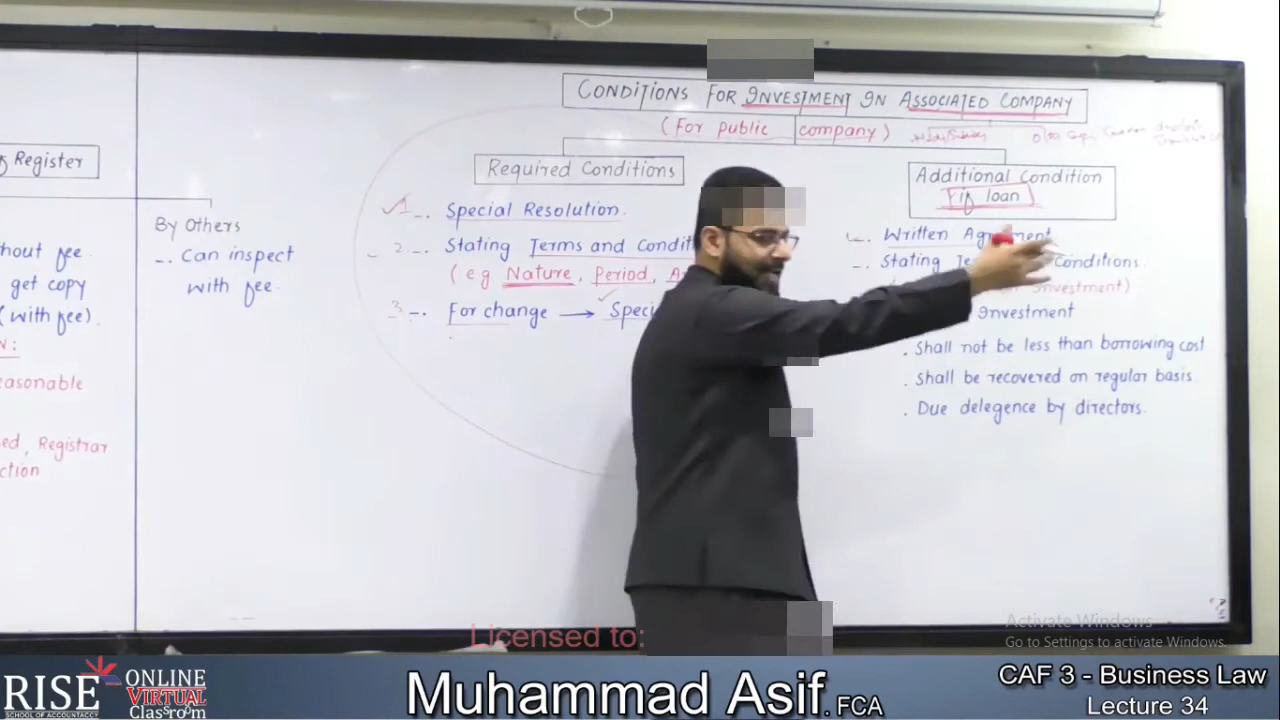 CONDITIONS FOR INVESTMENT IN ASSOCIATED COMPANY
(For public company)
Register
By Others
-. Can inspect
with fee.
hout fee
get copy
(with fee).
N:
easonable
ed, Registrar
ction
Required Conditions
1-. Special Resolution.
2-. Stating Terms and Condit
(eg Nature, Period, A
3-. For change → Speci
Additional Condition
if loan
-. Written Agreement
-. Stating Conditions.
Investment)
Investment
. Shall not be less than borrowing cost
. Shall be recovered on regular basis.
. Due delegence by directors.
Licensed to:
Activate Windows
Go to Settings to activate Windows.
RISE
SCHOOL OF ACCOUNTANCY
ONLINE
VIRTUAL
Classroom
Muhammad Asif. FCA
CAF 3 - Business Law
Lecture 34